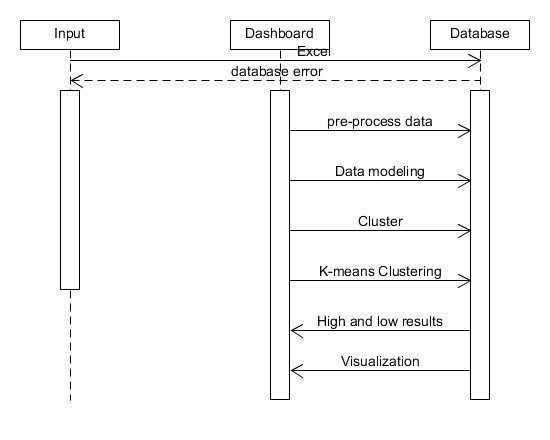 Input
Dashboard
Database
Excel
database error
pre-process data
Data modeling
Cluster
K-means Clustering
High and low results
Visualization